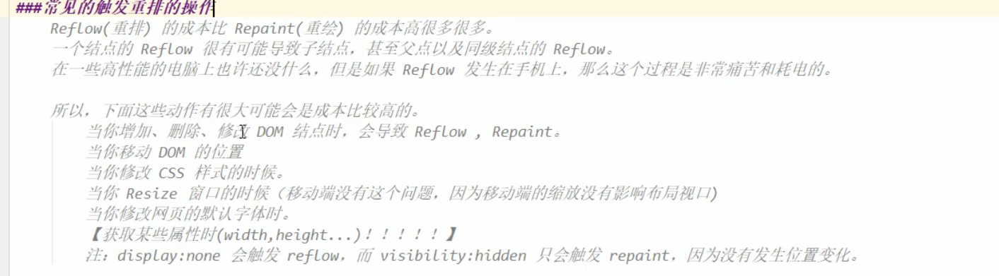 ###常见的触发重排的操作
Reflow(重排) 的成本比 Repaint(重绘) 的成本高很多很多。
一个结点的 Reflow 很有可能导致子结点，甚至父点以及同级结点的 Reflow。
在一些高性能的电脑上也许还没什么，但是如果 Reflow 发生在手机上，那么这个过程是非常痛苦和耗电的。
所以，下面这些动作有很大可能会是成本比较高的。
当你增加、删除、修改 DOM 结点时，会导致 Reflow , Repaint。
当你移动 DOM 的位置
当你修改 CSS 样式的时候。
当你 Resize 窗口的时候（移动端没有这个问题，因为移动端的缩放没有影响布局视口)
当你修改网页的默认字体时。
【获取某些属性时(width,height...)！！！！！】
注：display:none 会触发 reflow，而 visibility:hidden 只会触发 repaint，因为没有发生位置变化。